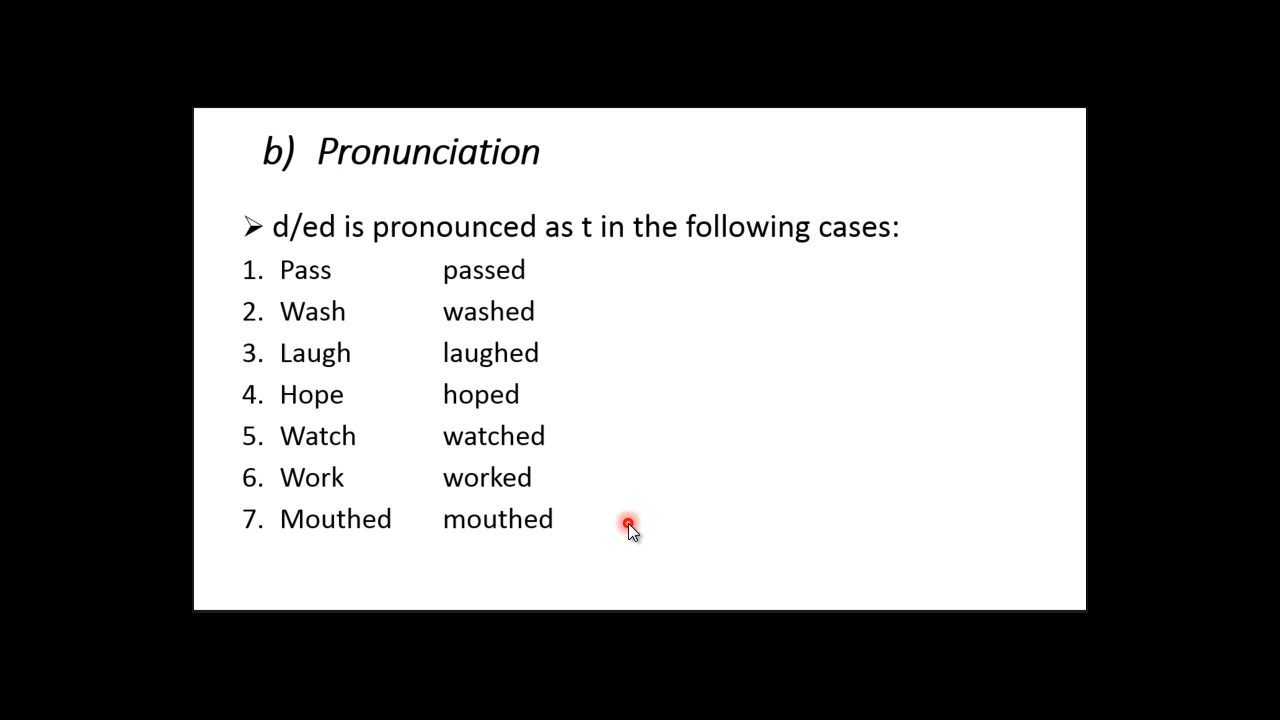 b) Pronunciation
➢ d/ed is pronounced as t in the following cases:
1. Pass passed
2. Wash washed
3. Laugh laughed
4. Hope hoped
5. Watch watched
6. Work worked
7. Mouthed mouthed